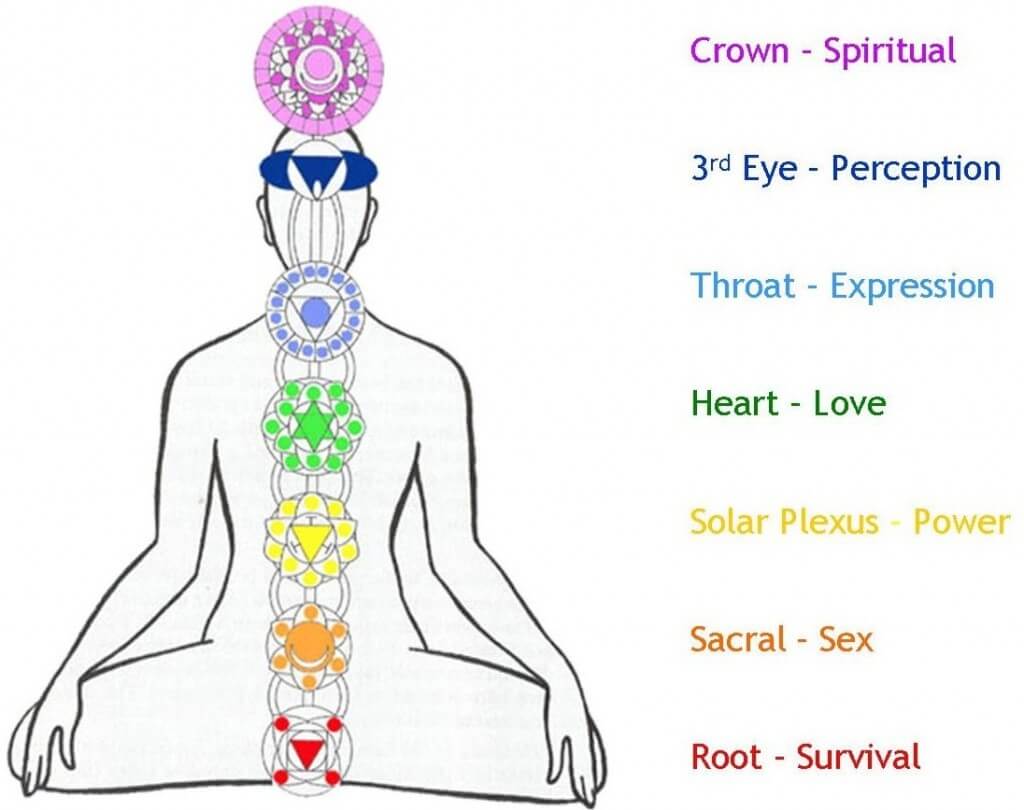 Crown - Spiritual
3rd Eye - Perception
Throat - Expression
Heart - Love
Solar Plexus - Power
Sacral - Sex
Root - Survival